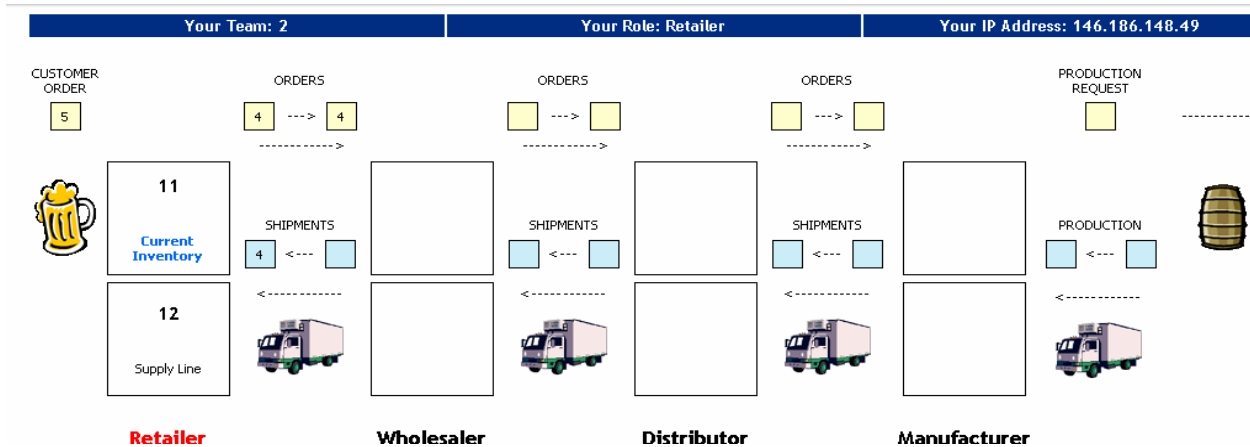 Your Team: 2
Your Role: Retailer
Your IP Address: 146.186.148.49
CUSTOMER
ORDER
ORDERS
ORDERS
ORDERS
PRODUCTION
REQUEST
5
4 ---> 4
--->
--->
------------>
------------>
------------>
----------
11
Current
Inventory
SHIPMENTS
SHIPMENTS
SHIPMENTS
PRODUCTION
4 <---
<---
<---
<---
<------------
<------------
<------------
<------------
12
Supply Line
Retailer
Wholesaler
Distributor
Manufacturer